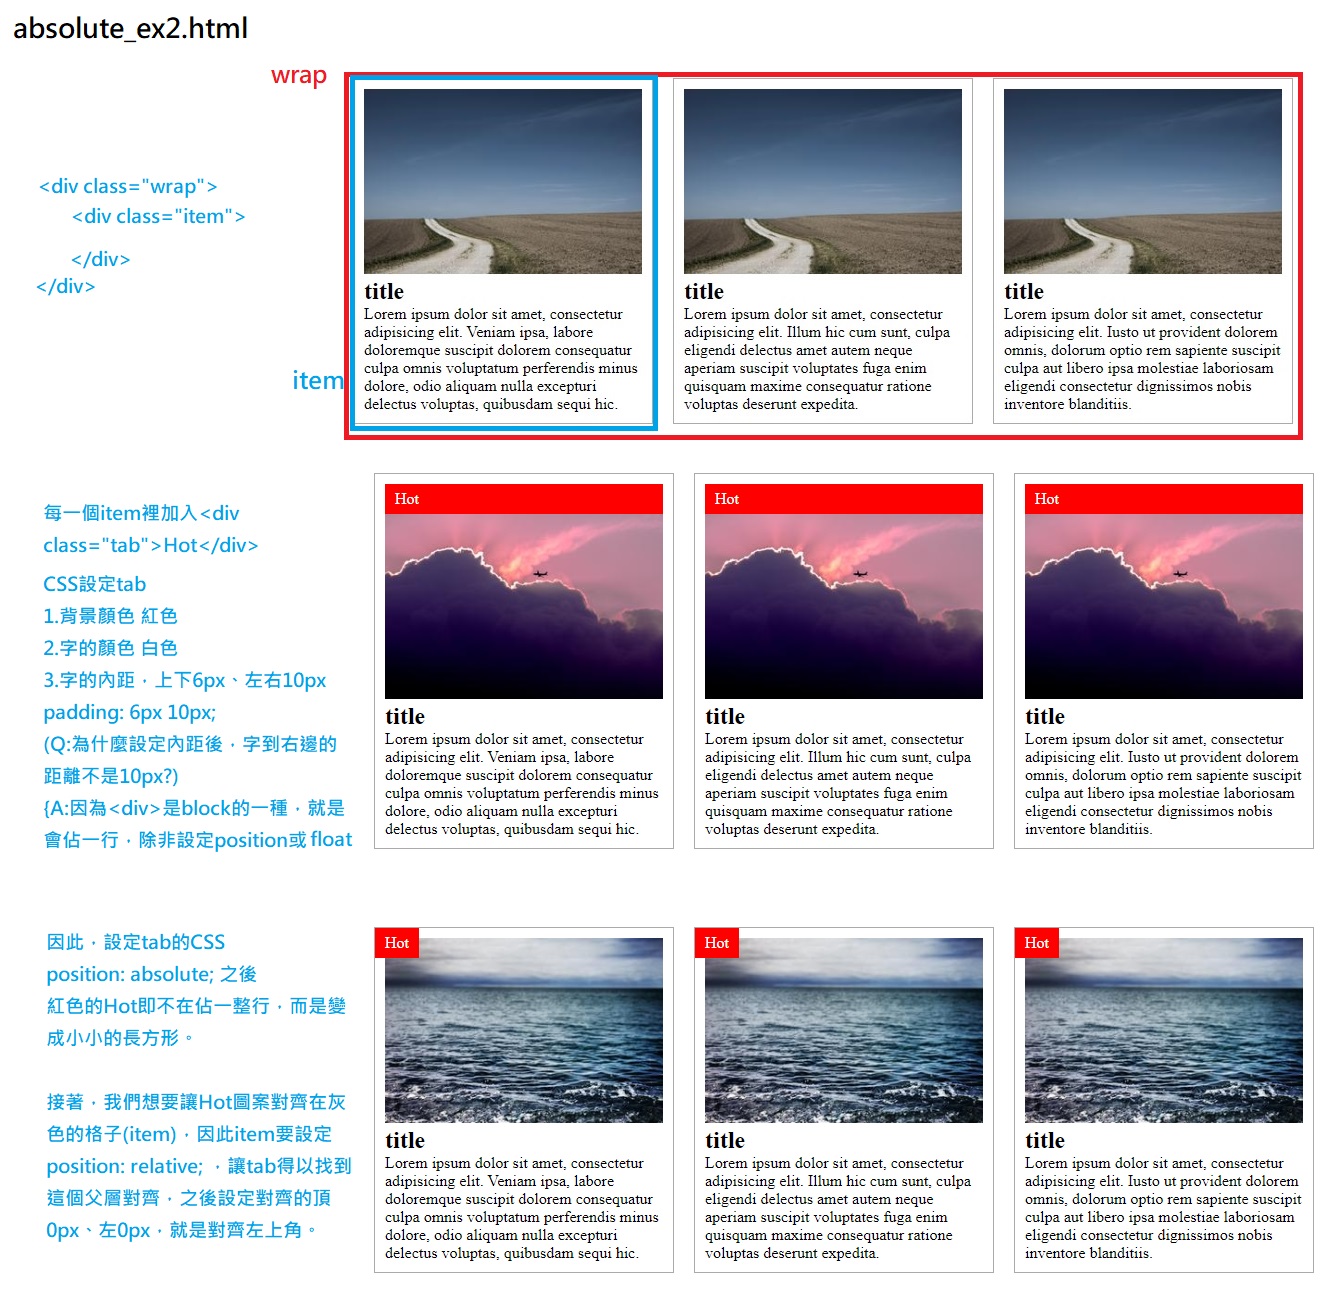 absolute_ex2.html
wrap
<div class="wrap">
<div class="item">
</div>
</div>
item
title
Lorem ipsum dolor sit amet, consectetur
adipisicing elit. Veniam ipsa, labore
doloremque suscipit dolorem consequatur
culpa omnis voluptatum perferendis minus
dolore, odio aliquam nulla excepturi
delectus voluptas, quibusdam sequi hic.
title
Lorem ipsum dolor sit amet, consectetur
adipisicing elit. Illum hic cum sunt, culpa
eligendi delectus amet autem neque
aperiam suscipit voluptates fuga enim
quisquam maxime consequatur ratione
voluptas deserunt expedita.
title
Lorem ipsum dolor sit amet, consectetur
adipisicing elit. Iusto ut provident dolorem
omnis, dolorum optio rem sapiente suscipit
culpa aut libero ipsa molestiae laboriosam
eligendi consectetur dignissimos nobis
inventore blanditiis.
每一個item裡加入<div
class="tab">Hot</div>
CSS設定tab
1.背景顏色 紅色
2.字的顏色 白色
3.字的內距，上下6px、左右10px
padding: 6px 10px;
(Q:為什麼設定內距後，字到右邊的
距離不是10px?)
{A:因為<div>是block的一種，就是
會佔一行，除非設定position或float
Hot
title
Lorem ipsum dolor sit amet, consectetur
adipisicing elit. Veniam ipsa, labore
doloremque suscipit dolorem consequatur
culpa omnis voluptatum perferendis minus
dolore, odio aliquam nulla excepturi
delectus voluptas, quibusdam sequi hic.
Hot
title
Lorem ipsum dolor sit amet, consectetur
adipisicing elit. Illum hic cum sunt, culpa
eligendi delectus amet autem neque
aperiam suscipit voluptates fuga enim
quisquam maxime consequatur ratione
voluptas deserunt expedita.
Hot
title
Lorem ipsum dolor sit amet, consectetur
adipisicing elit. Iusto ut provident dolorem
omnis, dolorum optio rem sapiente suscipit
culpa aut libero ipsa molestiae laboriosam
eligendi consectetur dignissimos nobis
inventore blanditiis.
因此，設定tab的CSS
position: absolute; 之後
紅色的Hot即不在佔一整行，而是變
成小小的長方形。
接著，我們想要讓Hot圖案對齊在灰
色的格子(item)，因此item要設定
position: relative; ，讓tab得以找到
這個父層對齊，之後設定對齊的頂
0px、左0px，就是對齊左上角。
Hot
title
Lorem ipsum dolor sit amet, consectetur
adipisicing elit. Veniam ipsa, labore
doloremque suscipit dolorem consequatur
culpa omnis voluptatum perferendis minus
dolore, odio aliquam nulla excepturi
delectus voluptas, quibusdam sequi hic.
Hot
title
Lorem ipsum dolor sit amet, consectetur
adipisicing elit. Illum hic cum sunt, culpa
eligendi delectus amet autem neque
aperiam suscipit voluptates fuga enim
quisquam maxime consequatur ratione
voluptas deserunt expedita.
Hot
title
Lorem ipsum dolor sit amet, consectetur
adipisicing elit. Iusto ut provident dolorem
omnis, dolorum optio rem sapiente suscipit
culpa aut libero ipsa molestiae laboriosam
eligendi consectetur dignissimos nobis
inventore blanditiis.